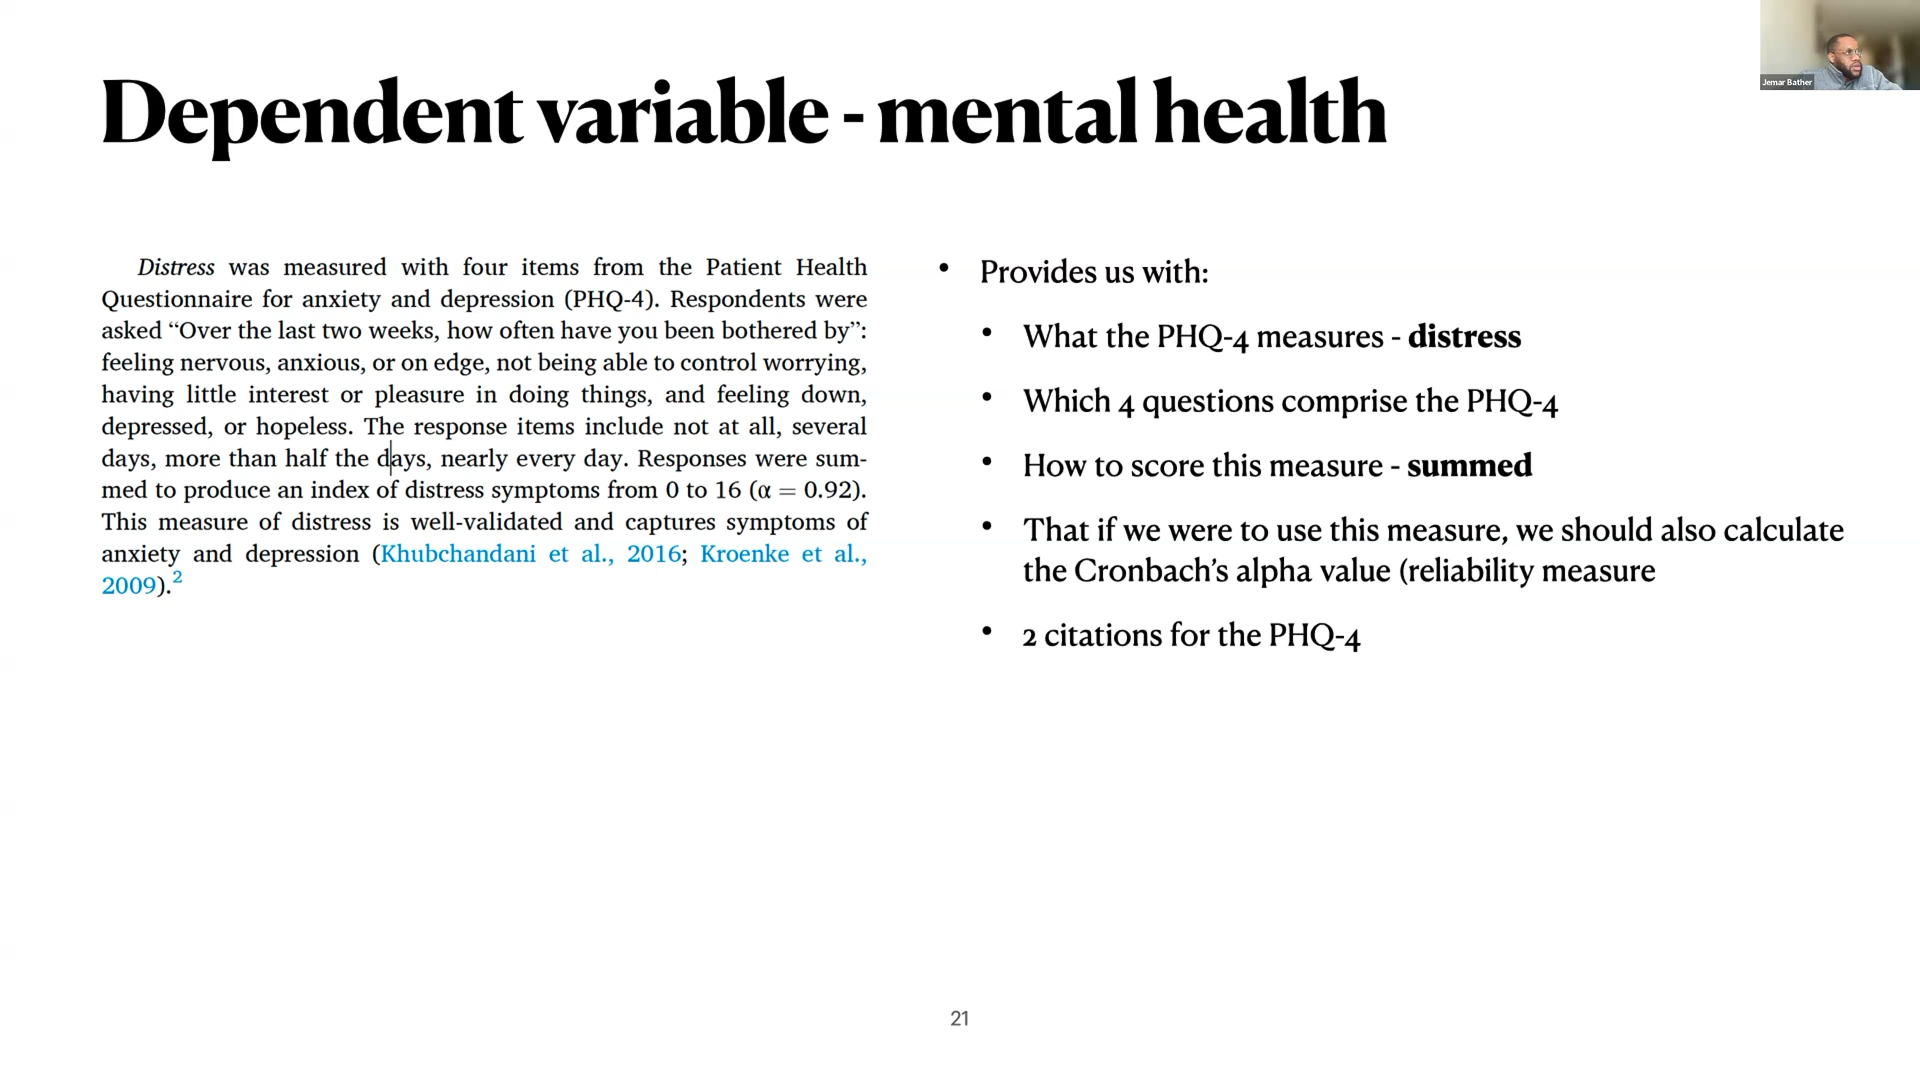 Jemar Bather
Dependent variable - mental health
Distress was measured with four items from the Patient Health
Questionnaire for anxiety and depression (PHQ-4). Respondents were
asked “Over the last two weeks, how often have you been bothered by”:
feeling nervous, anxious, or on edge, not being able to control worrying,
having little interest or pleasure in doing things, and feeling down,
depressed, or hopeless. The response items include not at all, several
days, more than half the days, nearly every day. Responses were sum-
med to produce an index of distress symptoms from 0 to 16 (α = 0.92).
This measure of distress is well-validated and captures symptoms of
anxiety and depression (Khubchandani et al., 2016; Kroenke et al.,
2009).2
• Provides us with:
• What the PHQ-4 measures - distress
• Which 4 questions comprise the PHQ-4
• How to score this measure - summed
• That if we were to use this measure, we should also calculate
the Cronbach’s alpha value (reliability measure
• 2 citations for the PHQ-4
21